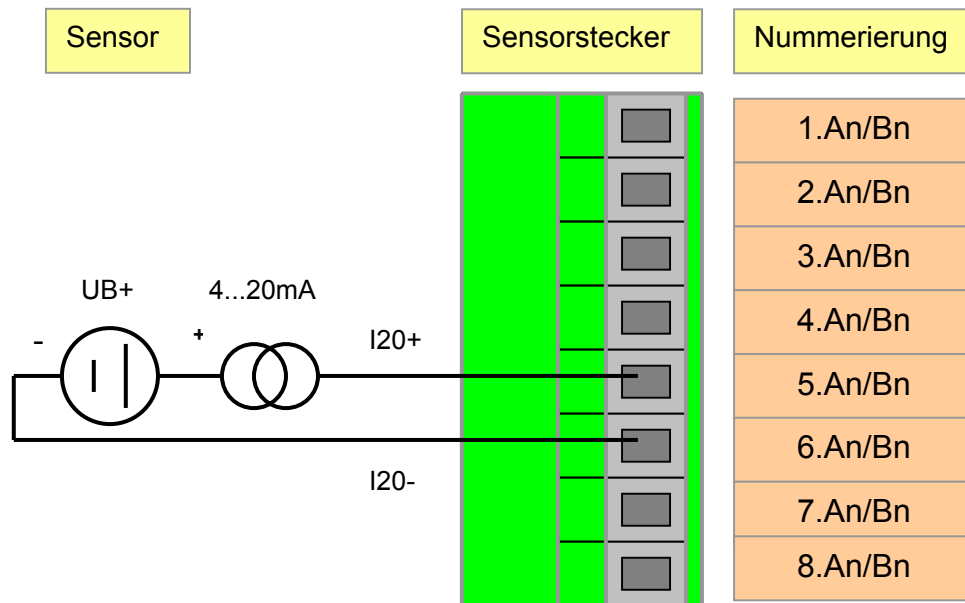 Sensor
Sensorstecker
Nummerierung
1.An/Bn
2.An/Bn
3.An/Bn
4.An/Bn
5.An/Bn
6.An/Bn
7.An/Bn
8.An/Bn
UB+
4...20mA
-
+
I20+
I20-